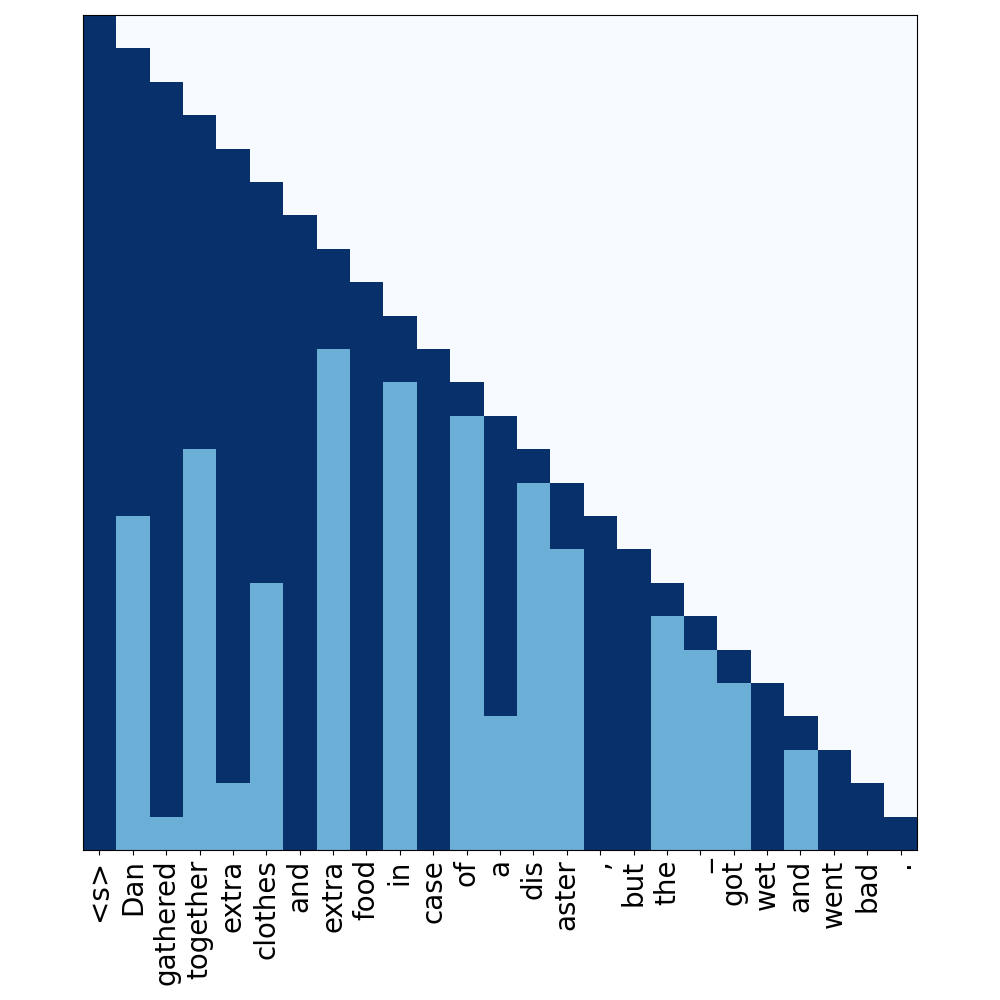 <s> Dan gathered together extra clothes and extra food in case of a dis aster , but the _ got wet and went bad .